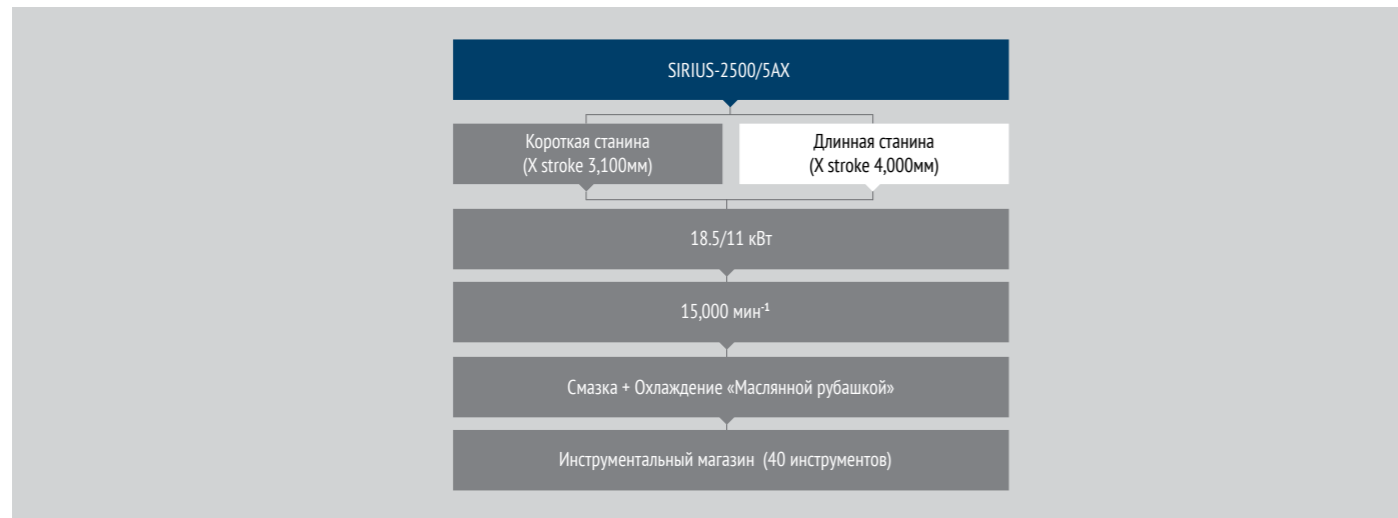 SIRIUS-2500/5AX
Короткая станина
(X stroke 3,100мм)
Длинная станина
(X stroke 4,000мм)
18.5/11 кВт
15,000 мин⁻¹
Смазка + Охлаждение «Маслянной рубашкой»
Инструментальный магазин (40 инструментов)